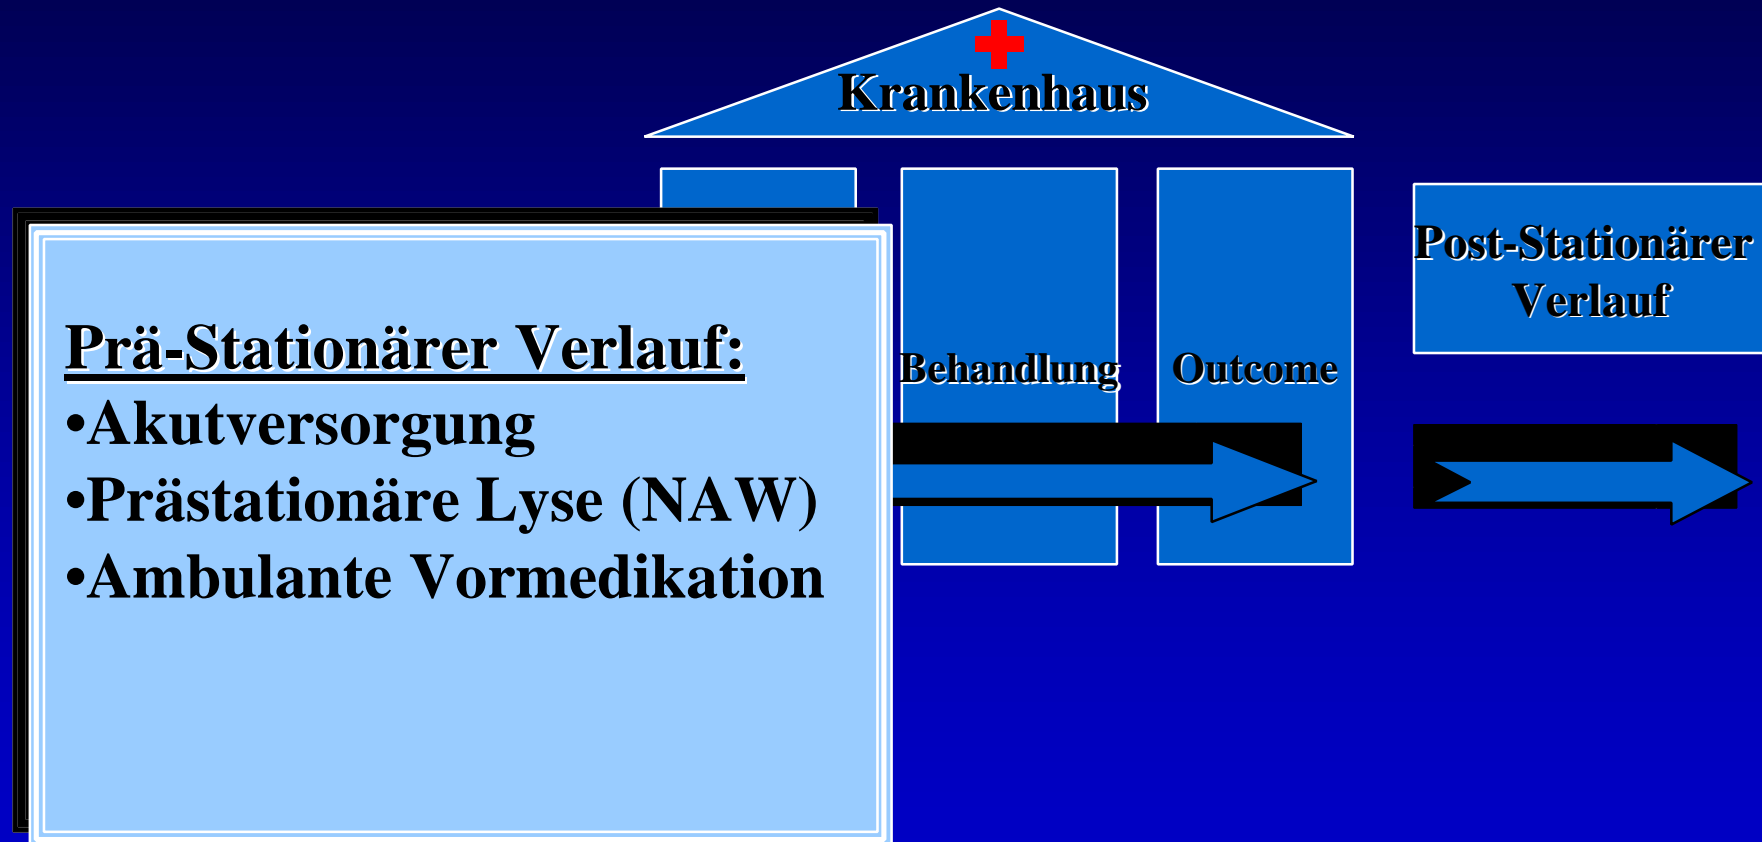 Krankenhaus
Prä-Stationärer Verlauf:
•Akutversorgung
•Prästationäre Lyse (NAW)
•Ambulante Vormedikation
Behandlung
Outcome
Post-Stationärer
Verlauf